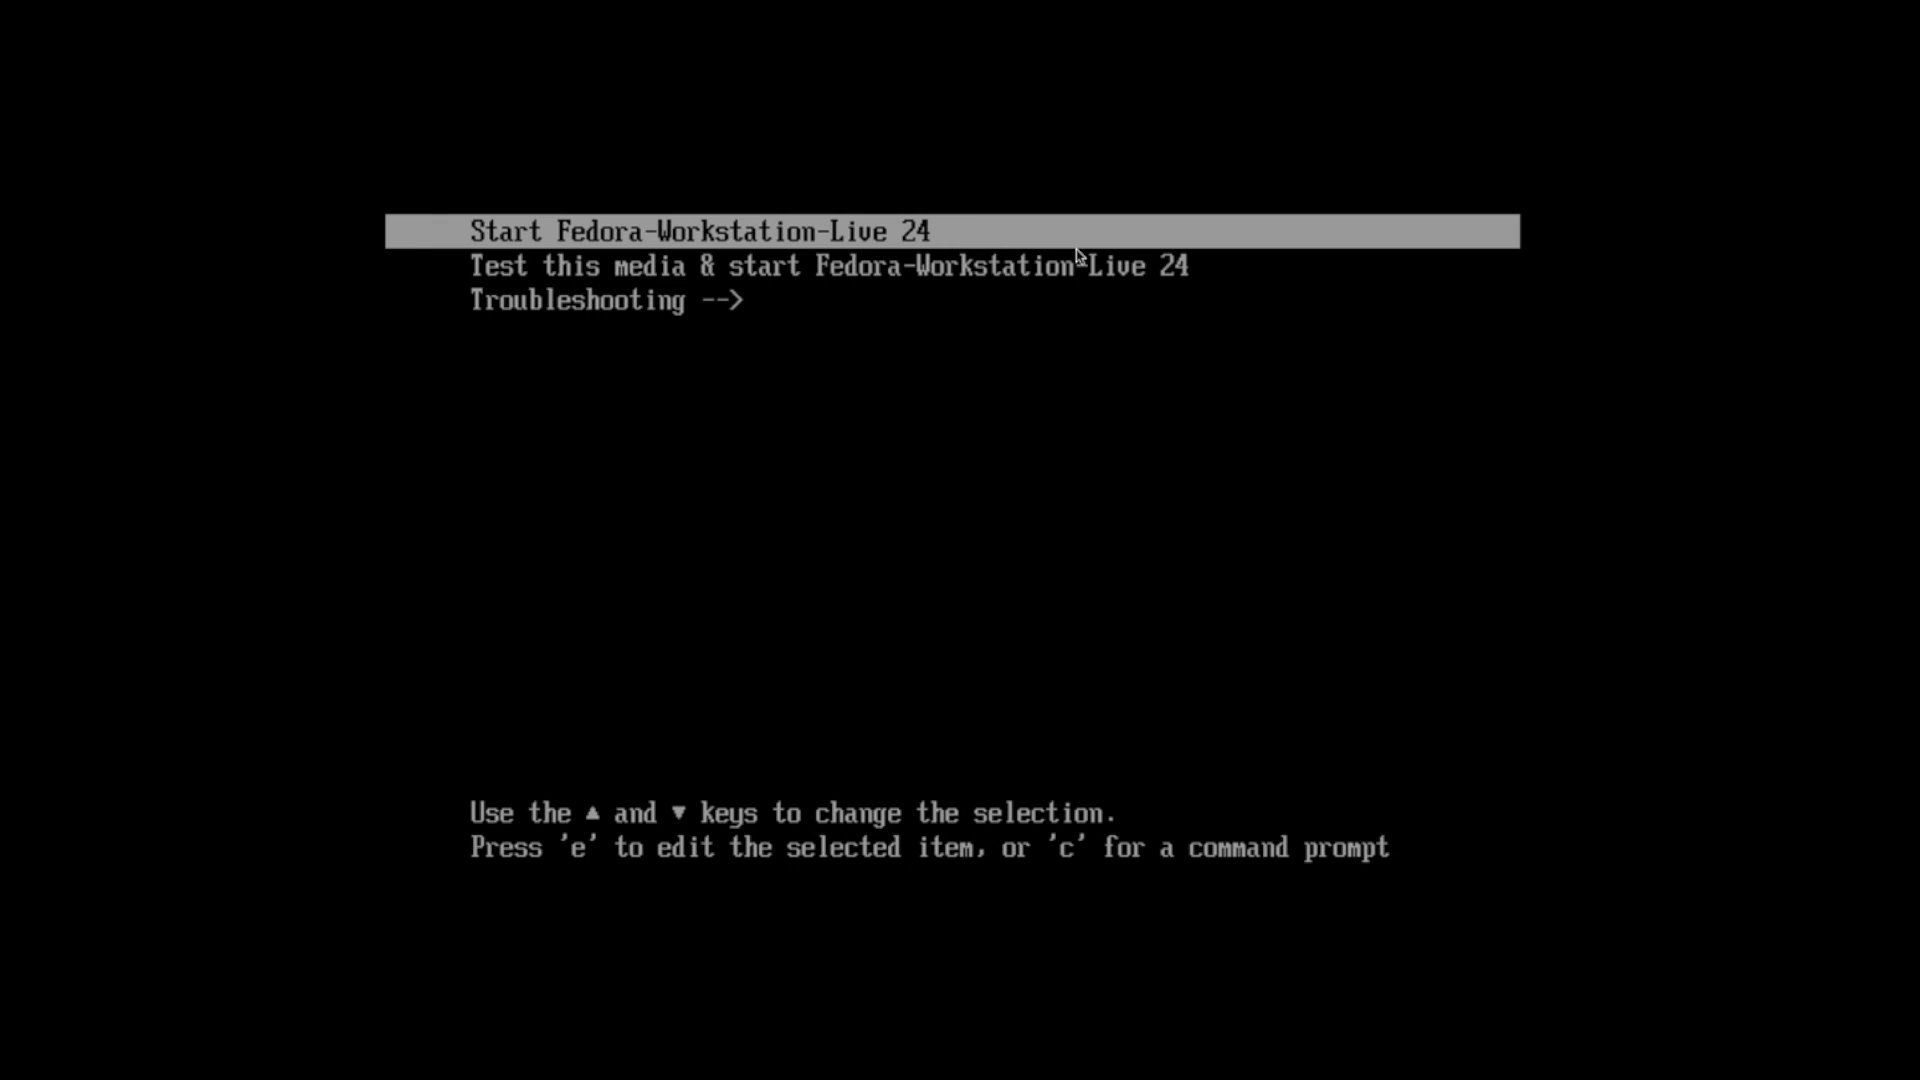 Start Fedora-Workstation-Live 24
Test this media & start Fedora-Workstation-Live 24
Troubleshooting -->
Use the ▲ and ▼ keys to change the selection.
Press 'e' to edit the selected item, or 'c' for a command prompt